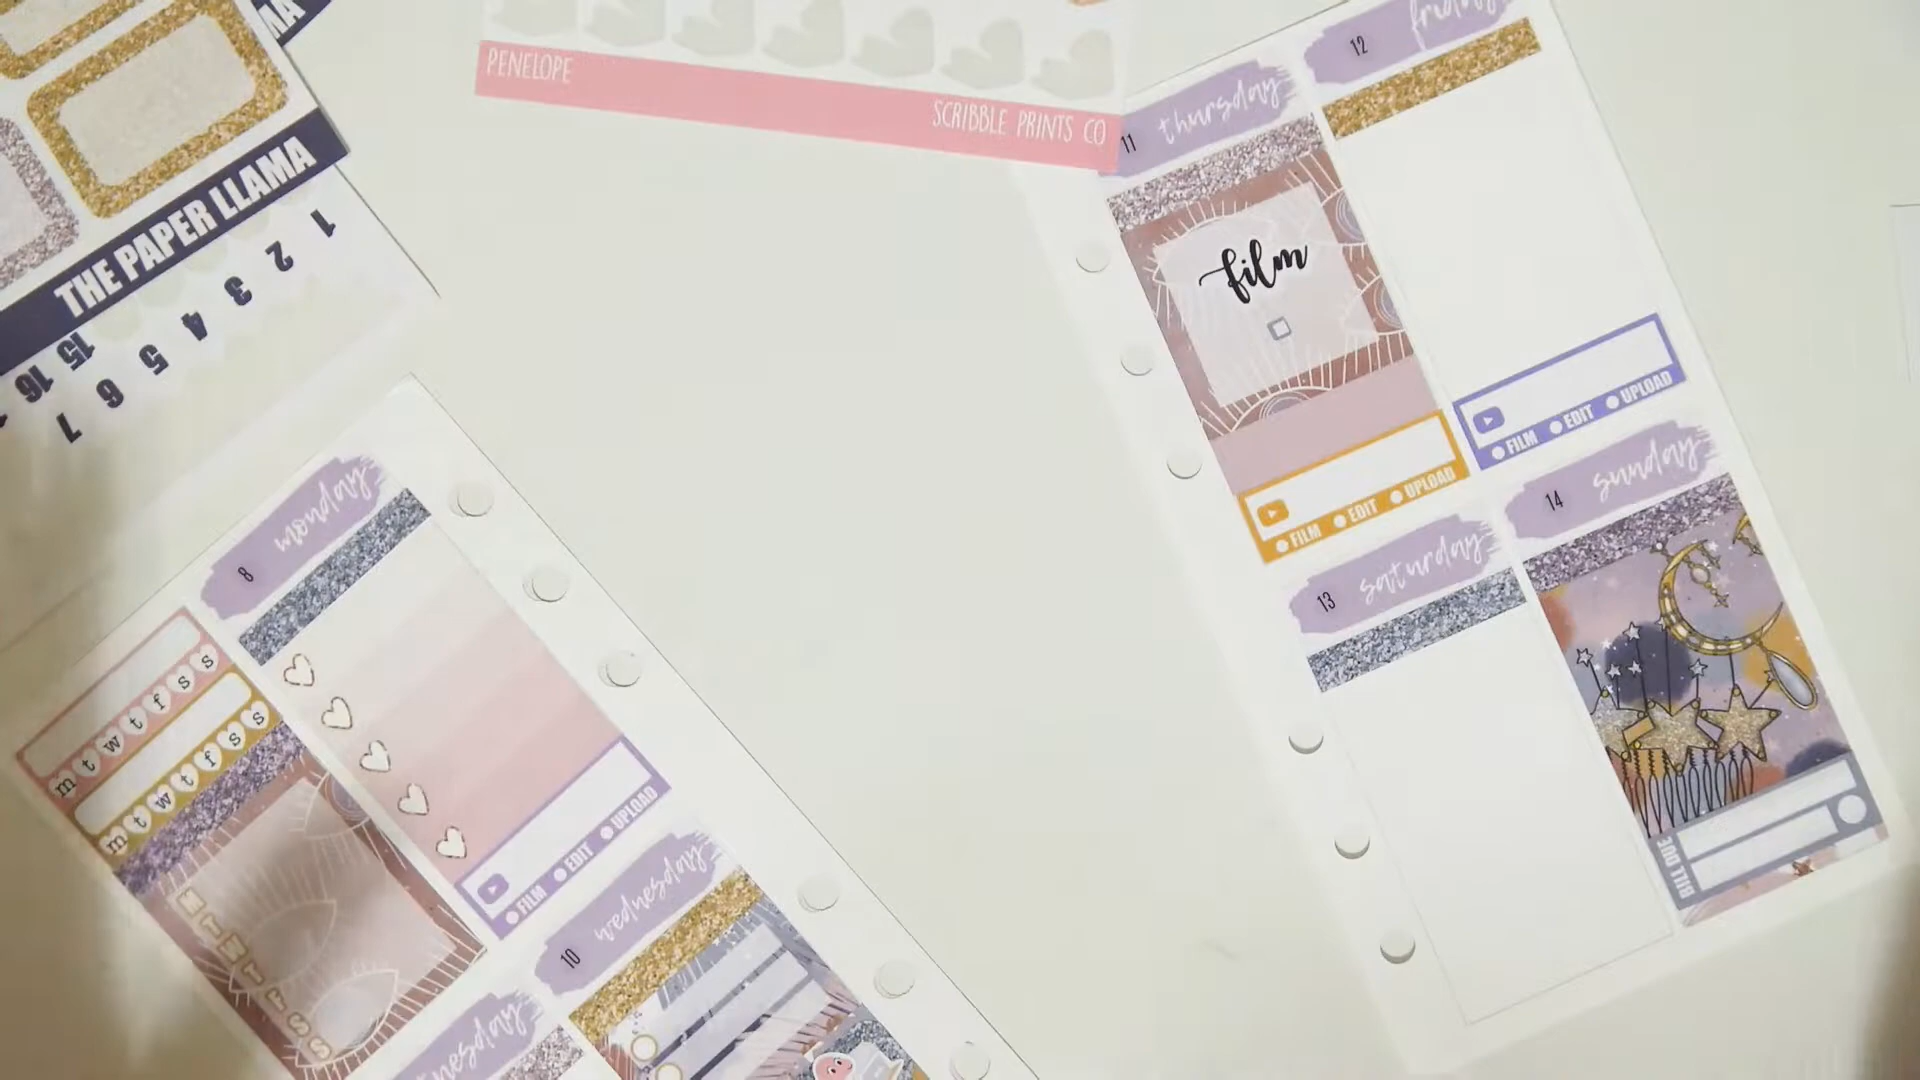 PENELOPE
SCRIBBLE PRINTS CO
THE PAPER LLAMA
1 2 3 4 5 6 7
15 16
8 monday
m t w t f s s
m t w t f s s
FILM EDIT UPLOAD
10 wednesday
11 thursday
film
FILM EDIT UPLOAD
12 friday
FILM EDIT UPLOAD
13 saturday
14 sunday
BILL DUE